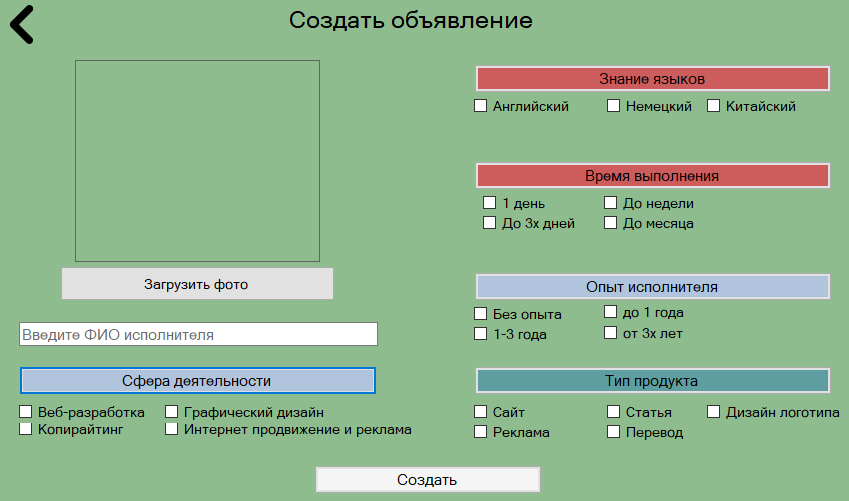 Создать объявление
Загрузить фото
Введите ФИО исполнителя
Сфера деятельности
Веб-разработка Графический дизайн
Копирайтинг Интернет продвижение и реклама
Знание языков
Английский Немецкий Китайский
Время выполнения
1 день До недели
До 3х дней До месяца
Опыт исполнителя
Без опыта до 1 года
1-3 года от 3х лет
Тип продукта
Сайт Статья Дизайн логотипа
Реклама Перевод
Создать